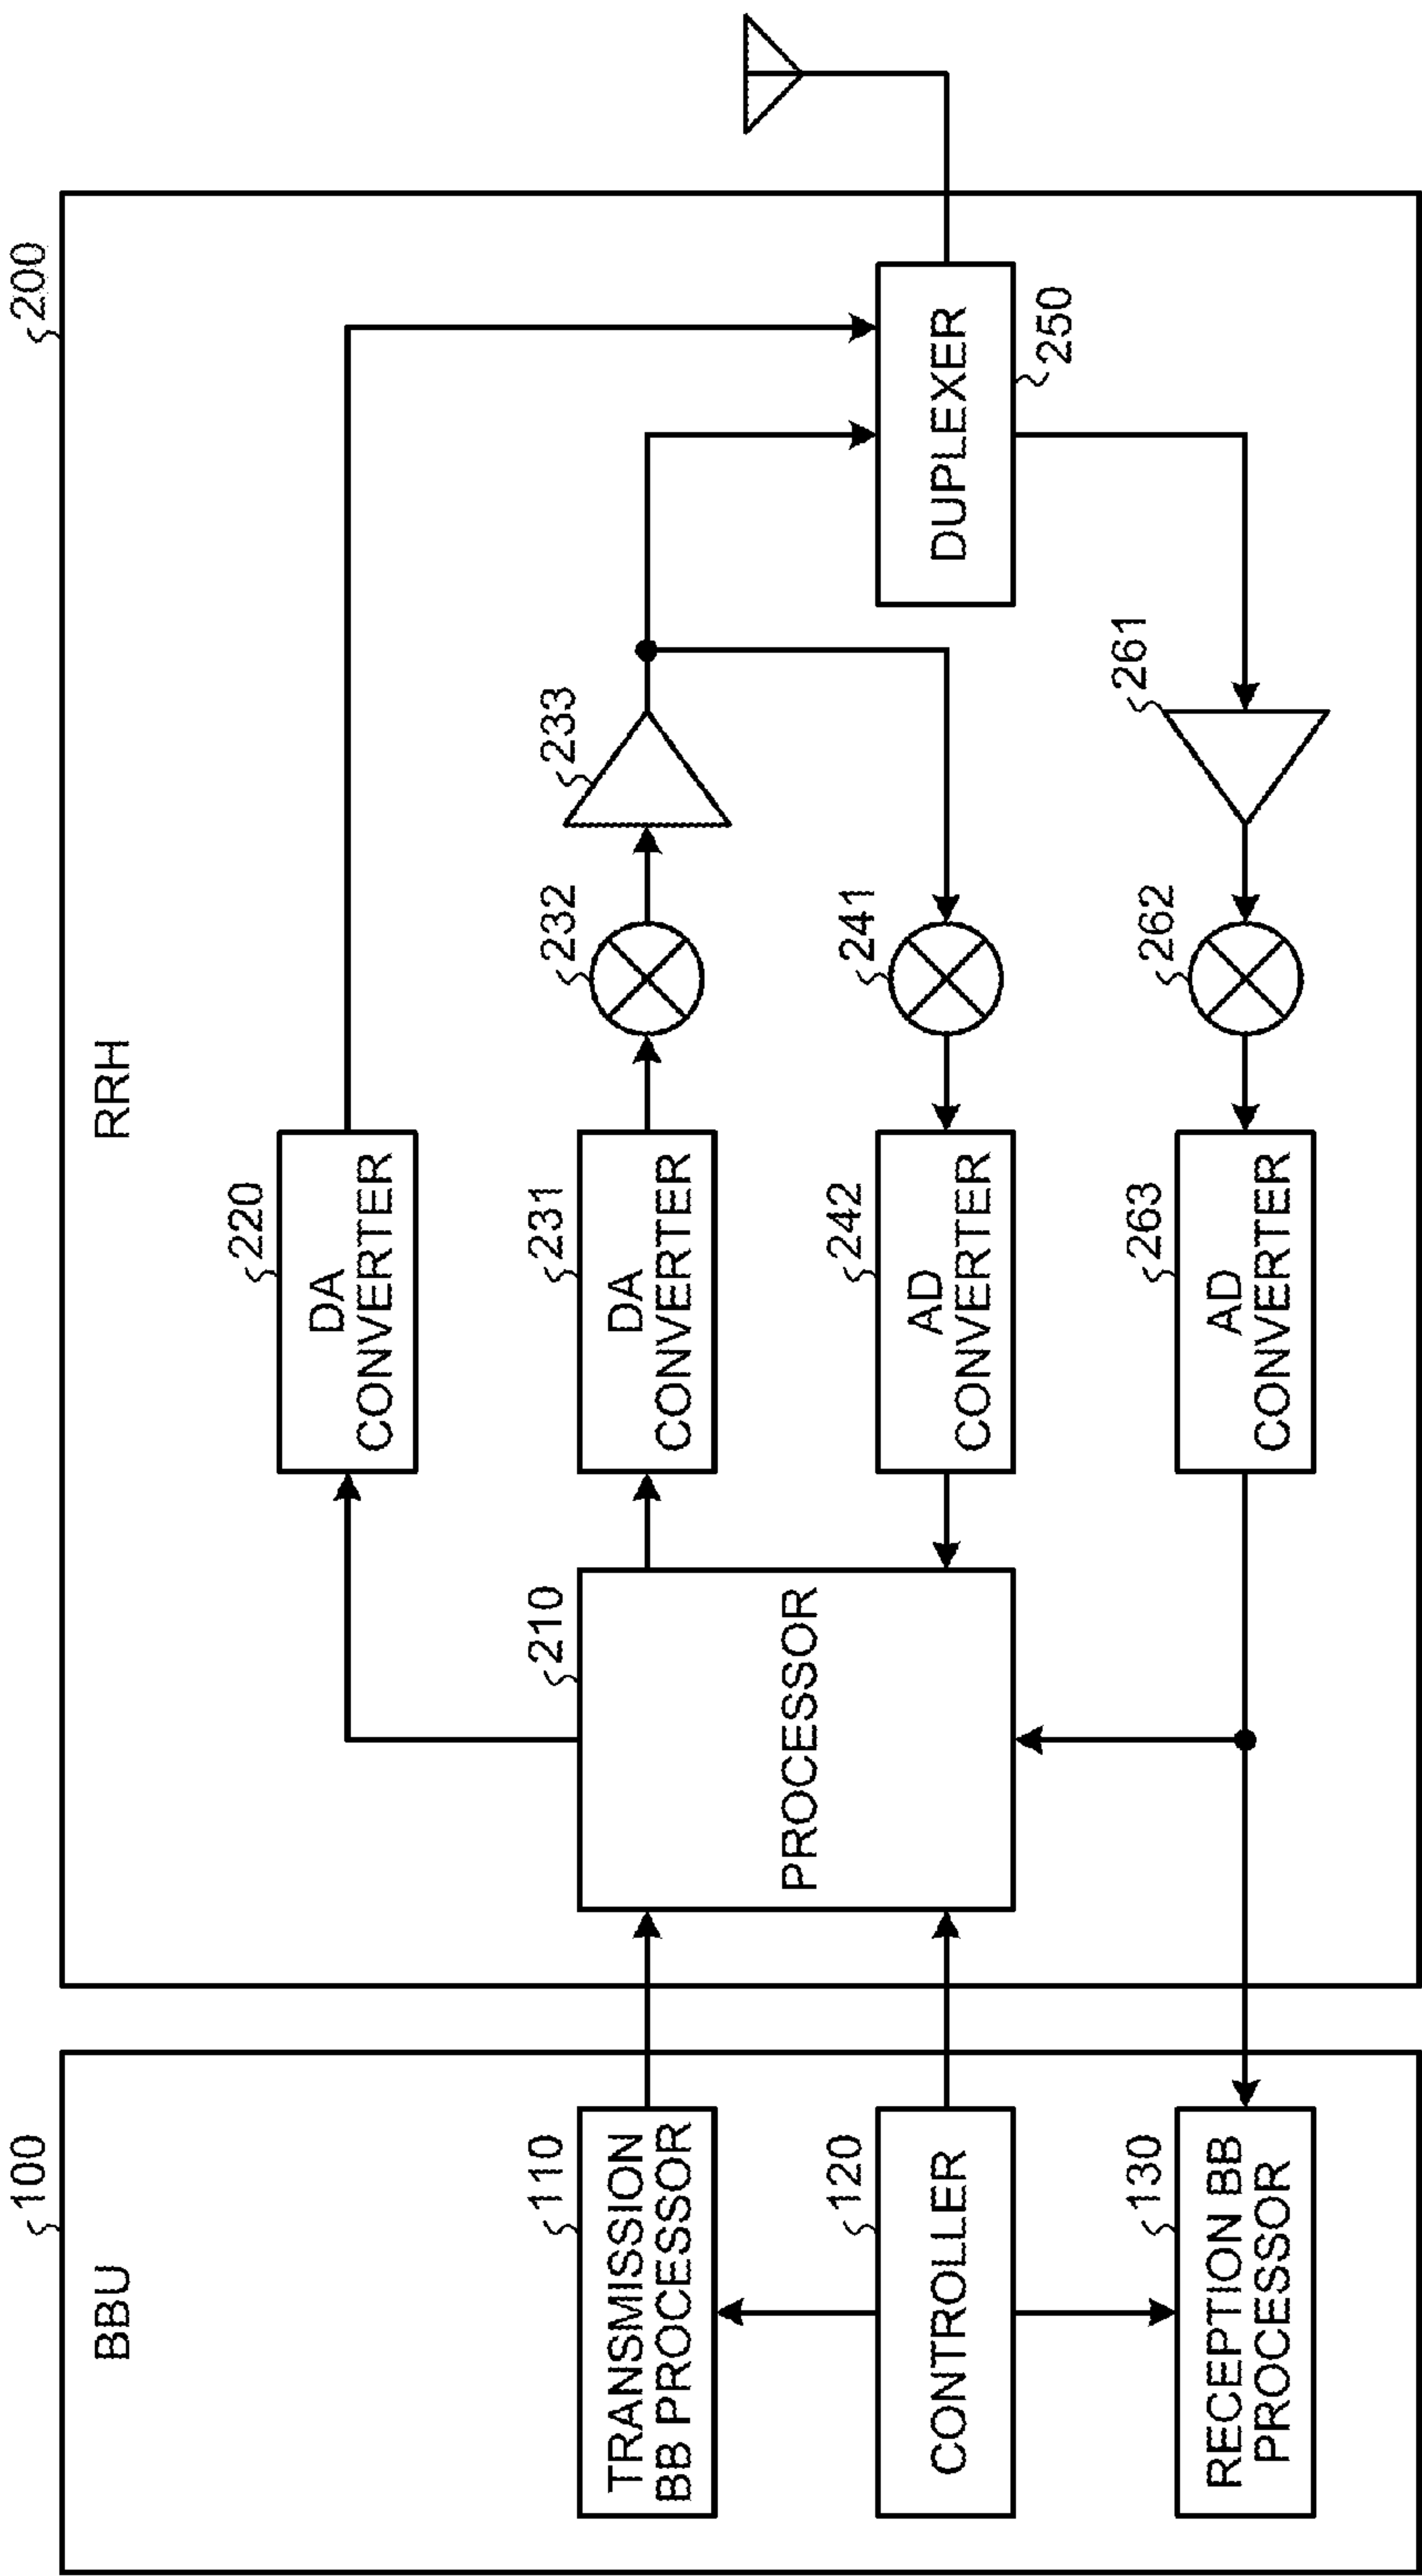 100
BBU
110
TRANSMISSION
BB PROCESSOR
120
CONTROLLER
130
RECEPTION BB
PROCESSOR
200
RRH
210
PROCESSOR
220
DA
CONVERTER
231
DA
CONVERTER
232
233
241
242
AD
CONVERTER
250
DUPLEXER
261
262
263
AD
CONVERTER